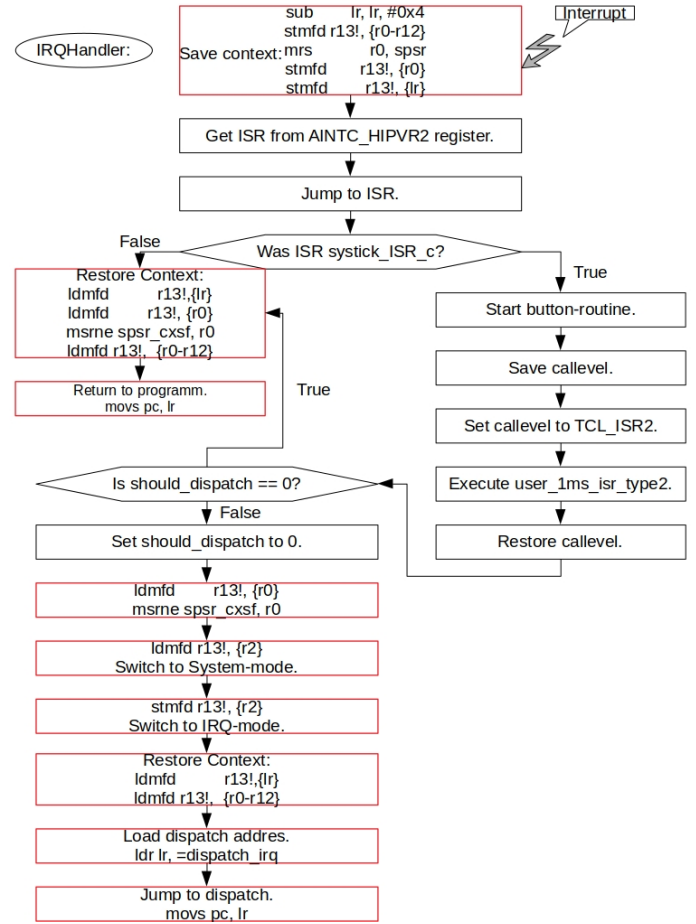 Interrupt
IRQHandler:
Save context:
sub lr, lr, #0x4
stmfd r13!, {r0-r12}
mrs r0, spsr
stmfd r13!, {r0}
stmfd r13!, {lr}
Get ISR from AINTC_HIPVR2 register.
Jump to ISR.
Was ISR systick_ISR_c?
False
True
Restore Context:
ldmfd r13!,{lr}
ldmfd r13!, {r0}
msrne spsr_cxsf, r0
ldmfd r13!, {r0-r12}
Return to programm.
movs pc, lr
Start button-routine.
Save callevel.
Set callevel to TCL_ISR2.
Execute user_1ms_isr_type2.
Restore callevel.
True
Is should_dispatch == 0?
False
Set should_dispatch to 0.
ldmfd r13!, {r0}
msrne spsr_cxsf, r0
ldmfd r13!, {r2}
Switch to System-mode.
stmfd r13!, {r2}
Switch to IRQ-mode.
Restore Context:
ldmfd r13!,{lr}
ldmfd r13!, {r0-r12}
Load dispatch addres.
ldr lr, =dispatch_irq
Jump to dispatch.
movs pc, lr